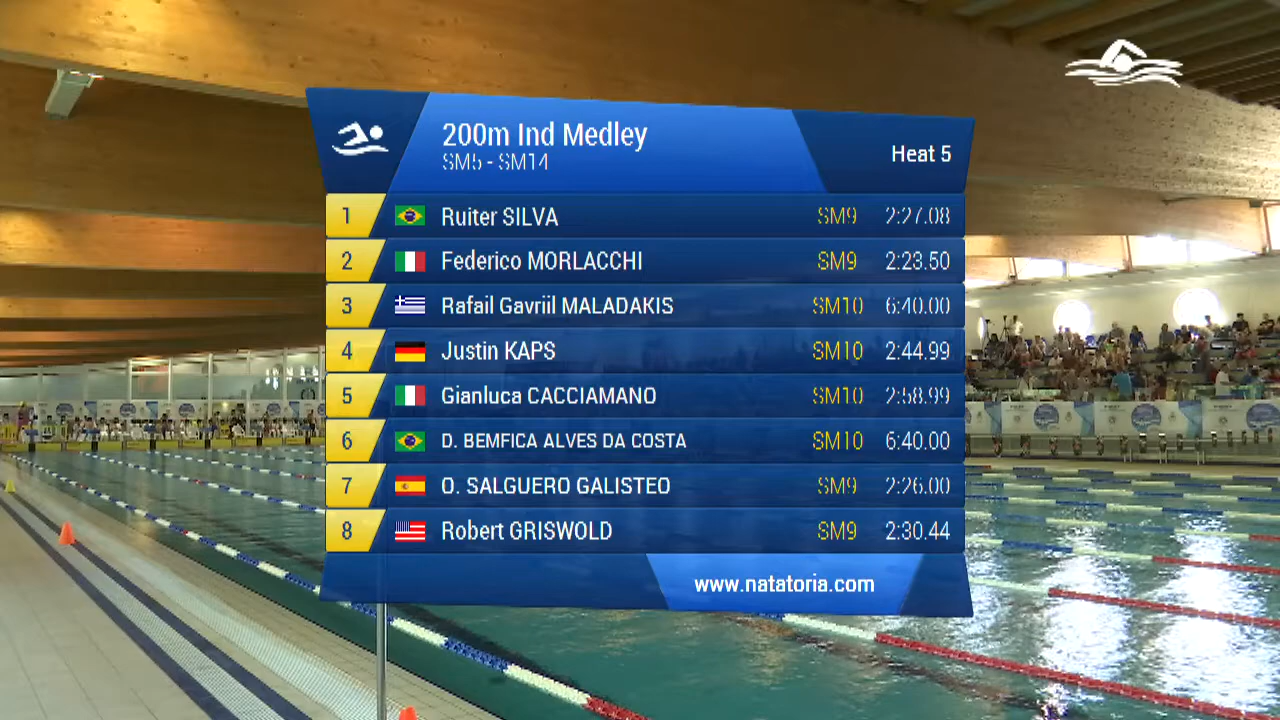 200m Ind Medley
SM5 - SM14
Heat 5
1 Ruiter SILVA SM9 2:27.08
2 Federico MORLACCHI SM9 2:23.50
3 Rafail Gavriil MALADAKIS SM10 6:40.00
4 Justin KAPS SM10 2:44.99
5 Gianluca CACCIAMANO SM10 2:58.99
6 D. BEMFICA ALVES DA COSTA SM10 6:40.00
7 O. SALGUERO GALISTEO SM9 2:26.00
8 Robert GRISWOLD SM9 2:30.44
www.natatoria.com